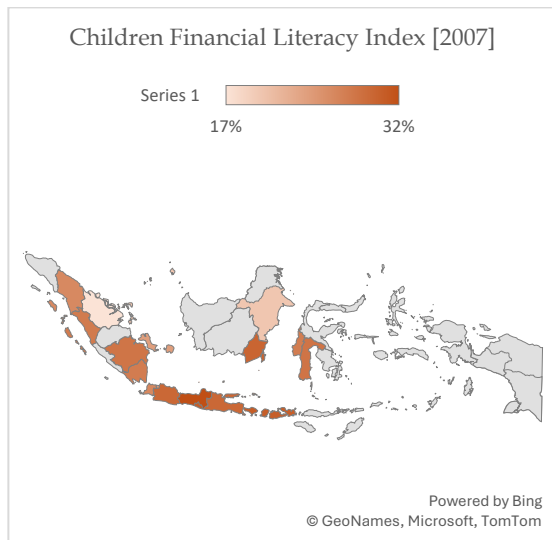 Children Financial Literacy Index [2007]
Series 1
17% 32%
Powered by Bing
© GeoNames, Microsoft, TomTom